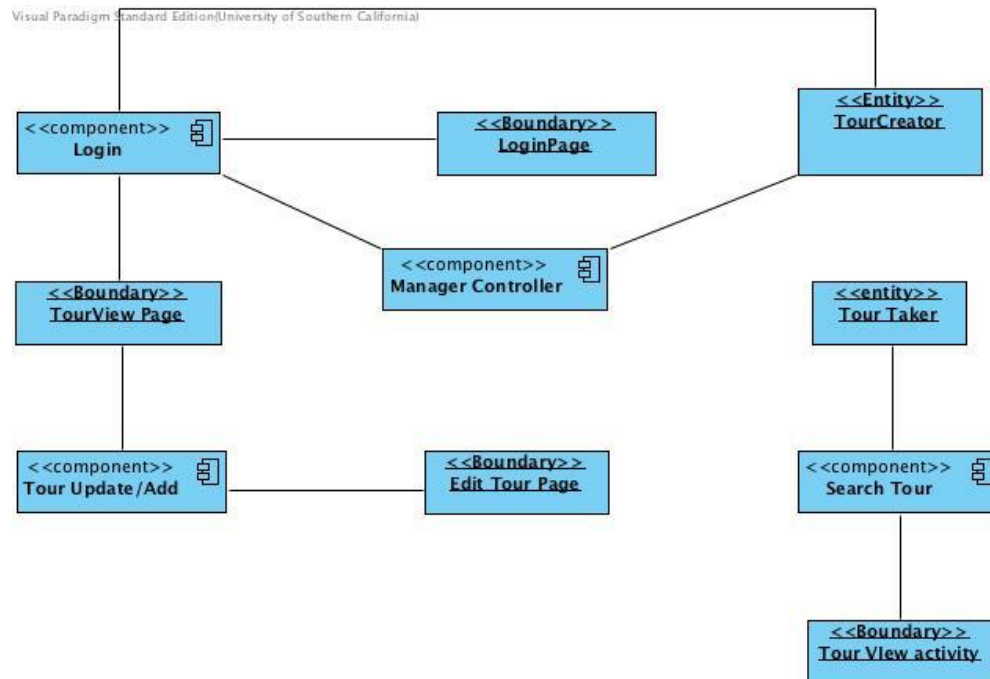 Visual Paradigm Standard Edition(University of Southern California)
<<component>>
Login
<<Boundary>>
LoginPage
<<Entity>>
TourCreator
<<component>>
Manager Controller
<<Boundary>>
TourView Page
<<entity>>
Tour Taker
<<component>>
Tour Update/Add
<<Boundary>>
Edit Tour Page
<<component>>
Search Tour
<<Boundary>>
Tour VIew activity